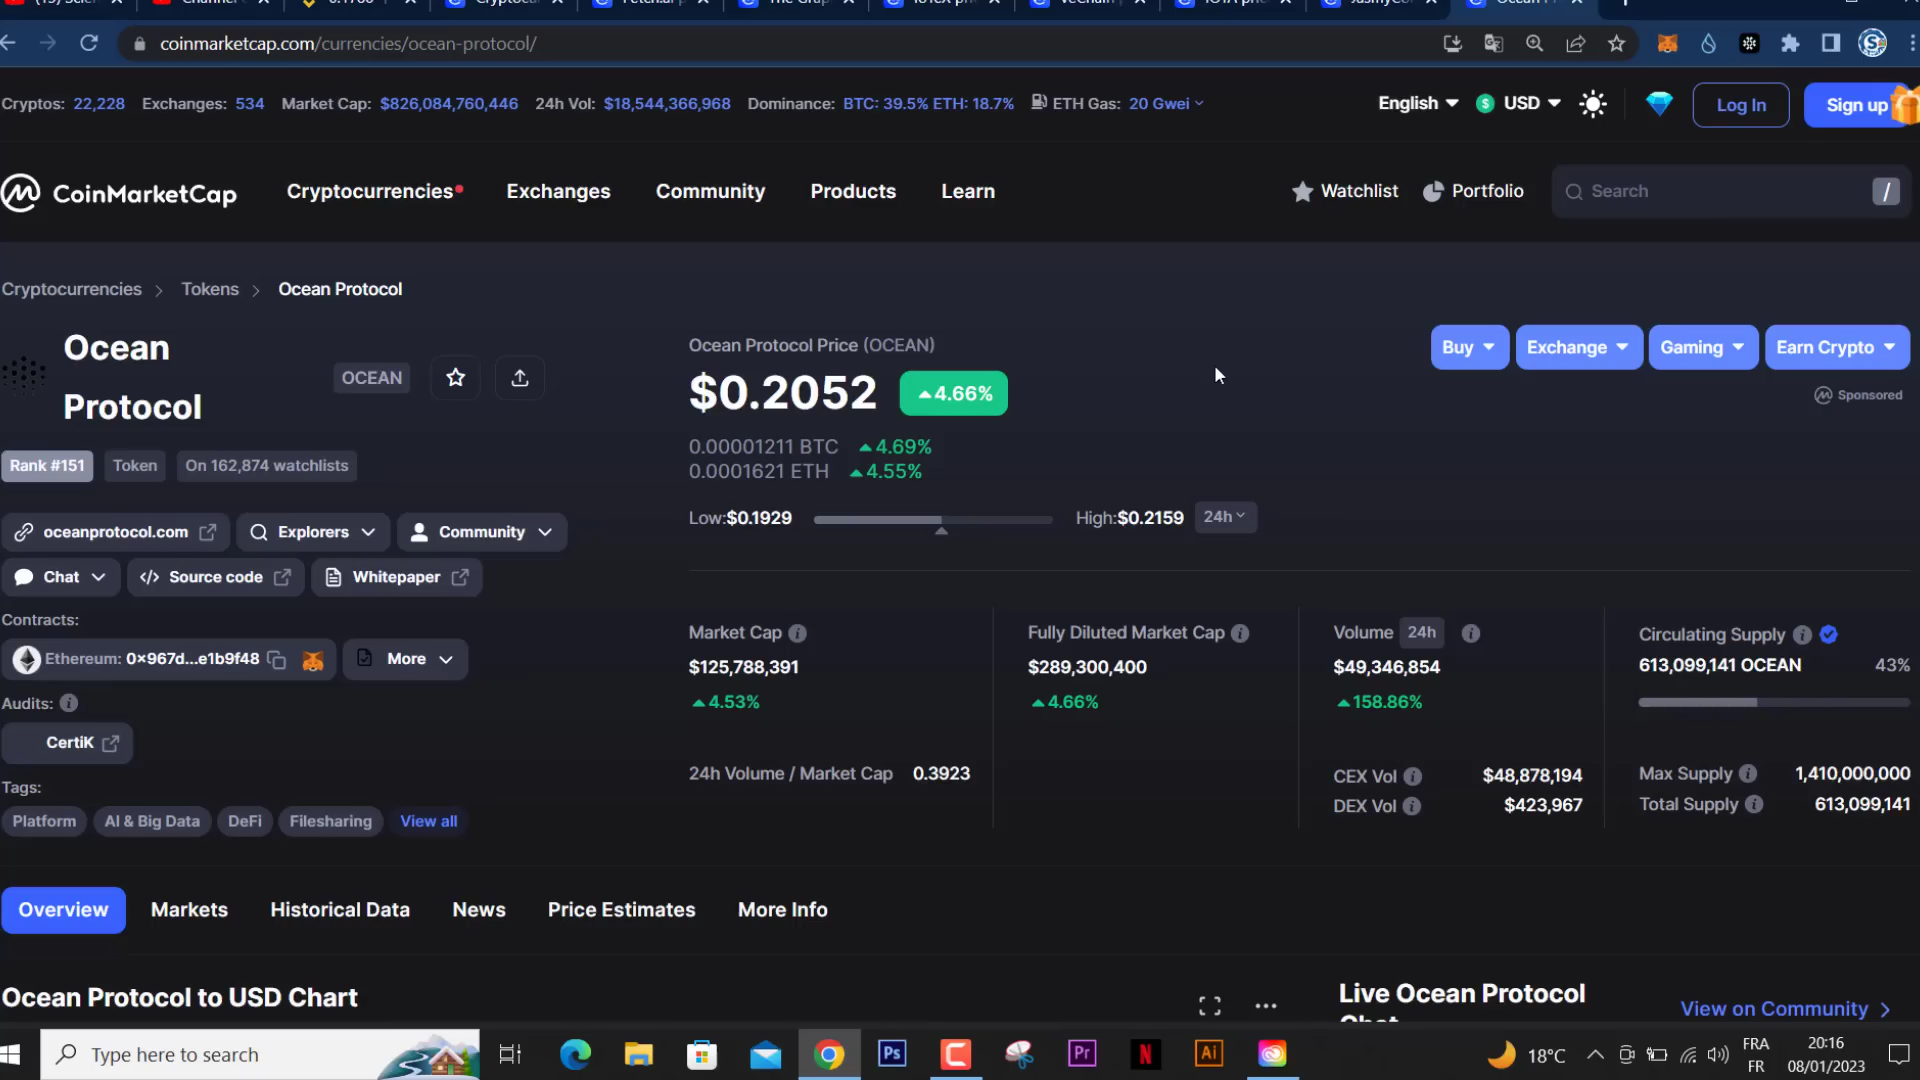 coinmarketcap.com/currencies/ocean-protocol/
Cryptos: 22,228 Exchanges: 534 Market Cap: $826,084,760,446 24h Vol: $18,544,366,968 Dominance: BTC: 39.5% ETH: 18.7% ETH Gas: 20 Gwei
English USD Log In Sign up
CoinMarketCap Cryptocurrencies Exchanges Community Products Learn Watchlist Portfolio Search /
Cryptocurrencies > Tokens > Ocean Protocol
Ocean
Protocol
OCEAN
Rank #151 Token On 162,874 watchlists
oceanprotocol.com Explorers Community
Chat Source code Whitepaper
Contracts:
Ethereum: 0x967d...e1b9f48 More
Audits:
CertiK
Tags:
Platform AI & Big Data DeFi Filesharing View all
Ocean Protocol Price (OCEAN)
$0.2052 4.66%
0.00001211 BTC 4.69%
0.0001621 ETH 4.55%
Low:$0.1929 High:$0.2159 24h
Buy Exchange Gaming Earn Crypto
Sponsored
Market Cap
$125,788,391
4.53%
24h Volume / Market Cap 0.3923
Fully Diluted Market Cap
$289,300,400
4.66%
Volume 24h
$49,346,854
158.86%
CEX Vol $48,878,194
DEX Vol $423,967
Circulating Supply
613,099,141 OCEAN 43%
Max Supply 1,410,000,000
Total Supply 613,099,141
Overview Markets Historical Data News Price Estimates More Info
Ocean Protocol to USD Chart
Live Ocean Protocol
View on Community >
Type here to search
Ps Pr N Ai
18°C
FRA
FR
20:16
08/01/2023